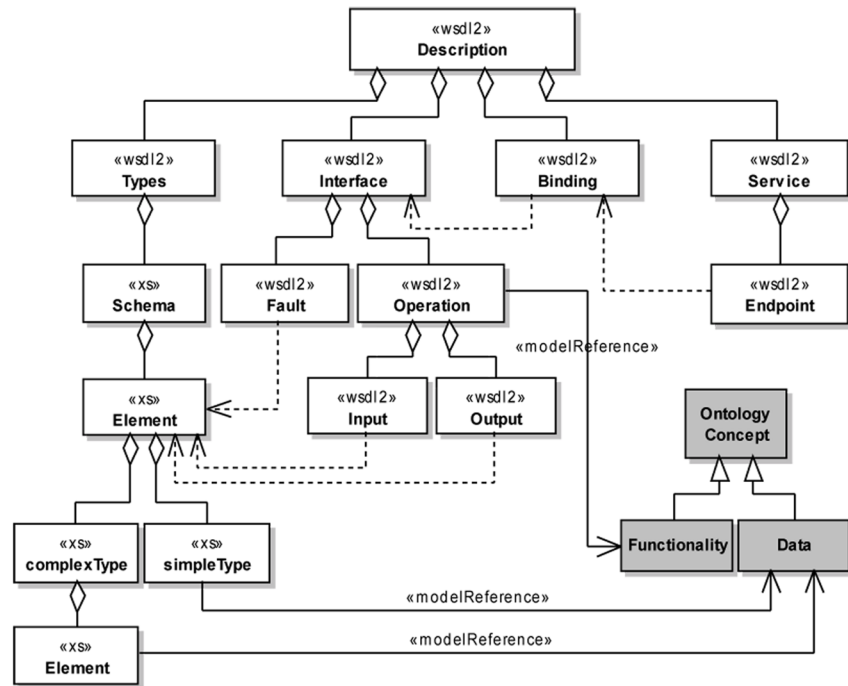 «wsdl2»
Description
«wsdl2»
Types
«wsdl2»
Interface
«wsdl2»
Binding
«wsdl2»
Service
«xs»
Schema
«wsdl2»
Fault
«wsdl2»
Operation
«wsdl2»
Endpoint
«modelReference»
«xs»
Element
«wsdl2»
Input
«wsdl2»
Output
Ontology
Concept
«xs»
complexType
«xs»
simpleType
Functionality
Data
«modelReference»
«xs»
Element
«modelReference»